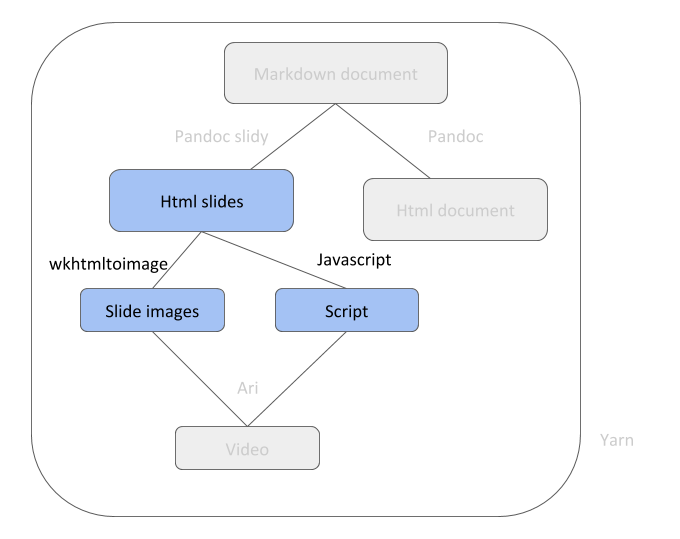 Markdown document
Pandoc slidy
Pandoc
Html slides
Html document
wkhtmltoimage
Javascript
Slide images
Script
Ari
Yarn
Video